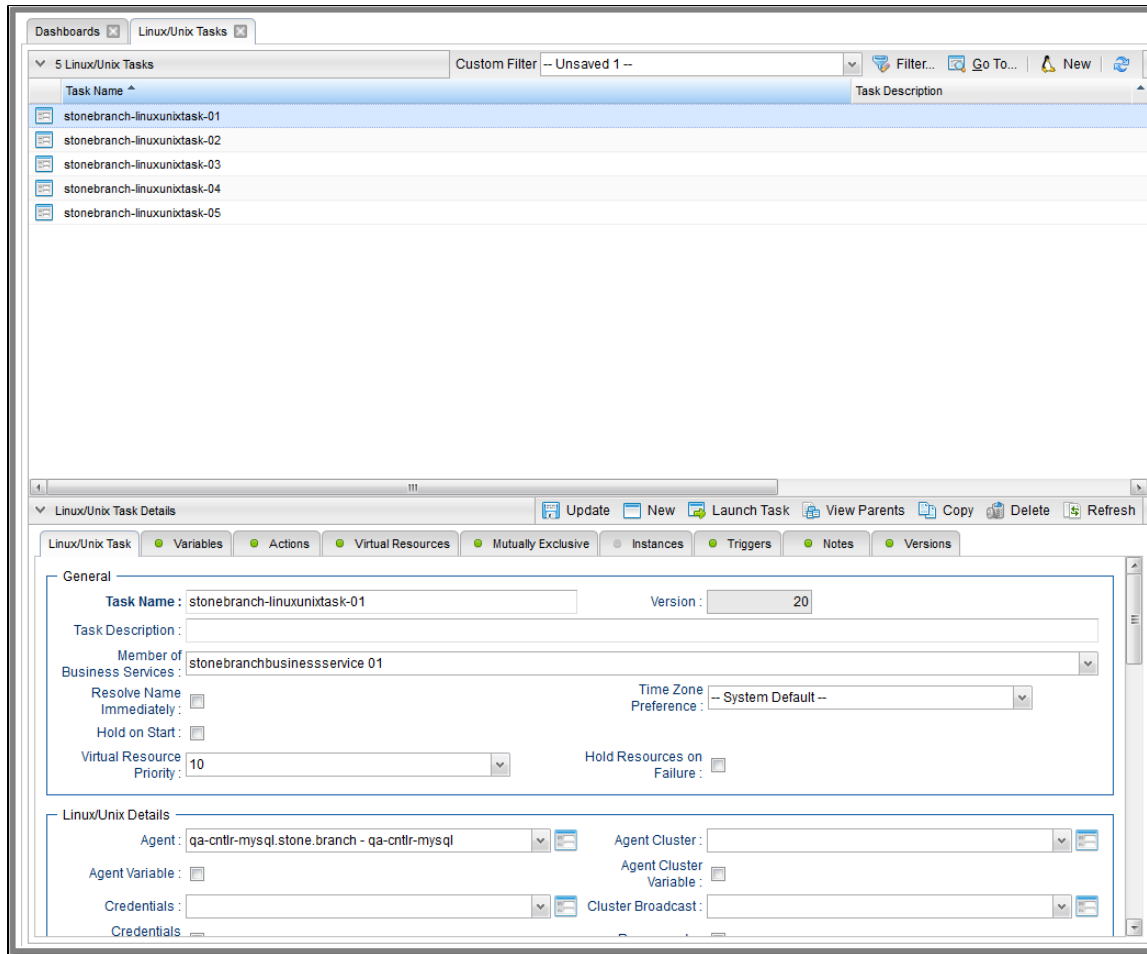 Dashboards Linux/Unix Tasks
5 Linux/Unix Tasks Custom Filter -- Unsaved 1 -- Filter... Go To... New
Task Name Task Description
stonebranch-linuxunixtask-01
stonebranch-linuxunixtask-02
stonebranch-linuxunixtask-03
stonebranch-linuxunixtask-04
stonebranch-linuxunixtask-05
Linux/Unix Task Details Update New Launch Task View Parents Copy Delete Refresh
Linux/Unix Task Variables Actions Virtual Resources Mutually Exclusive Instances Triggers Notes Versions
General
Task Name : stonebranch-linuxunixtask-01 Version : 20
Task Description :
Member of
Business Services : stonebranchbusinessservice 01
Resolve Name
Immediately :
Time Zone
Preference : -- System Default --
Hold on Start :
Virtual Resource
Priority : 10
Hold Resources on
Failure :
Linux/Unix Details
Agent : qa-cntlr-mysql.stone.branch - qa-cntlr-mysql Agent Cluster :
Agent Variable :
Agent Cluster
Variable :
Credentials : Cluster Broadcast :
Credentials